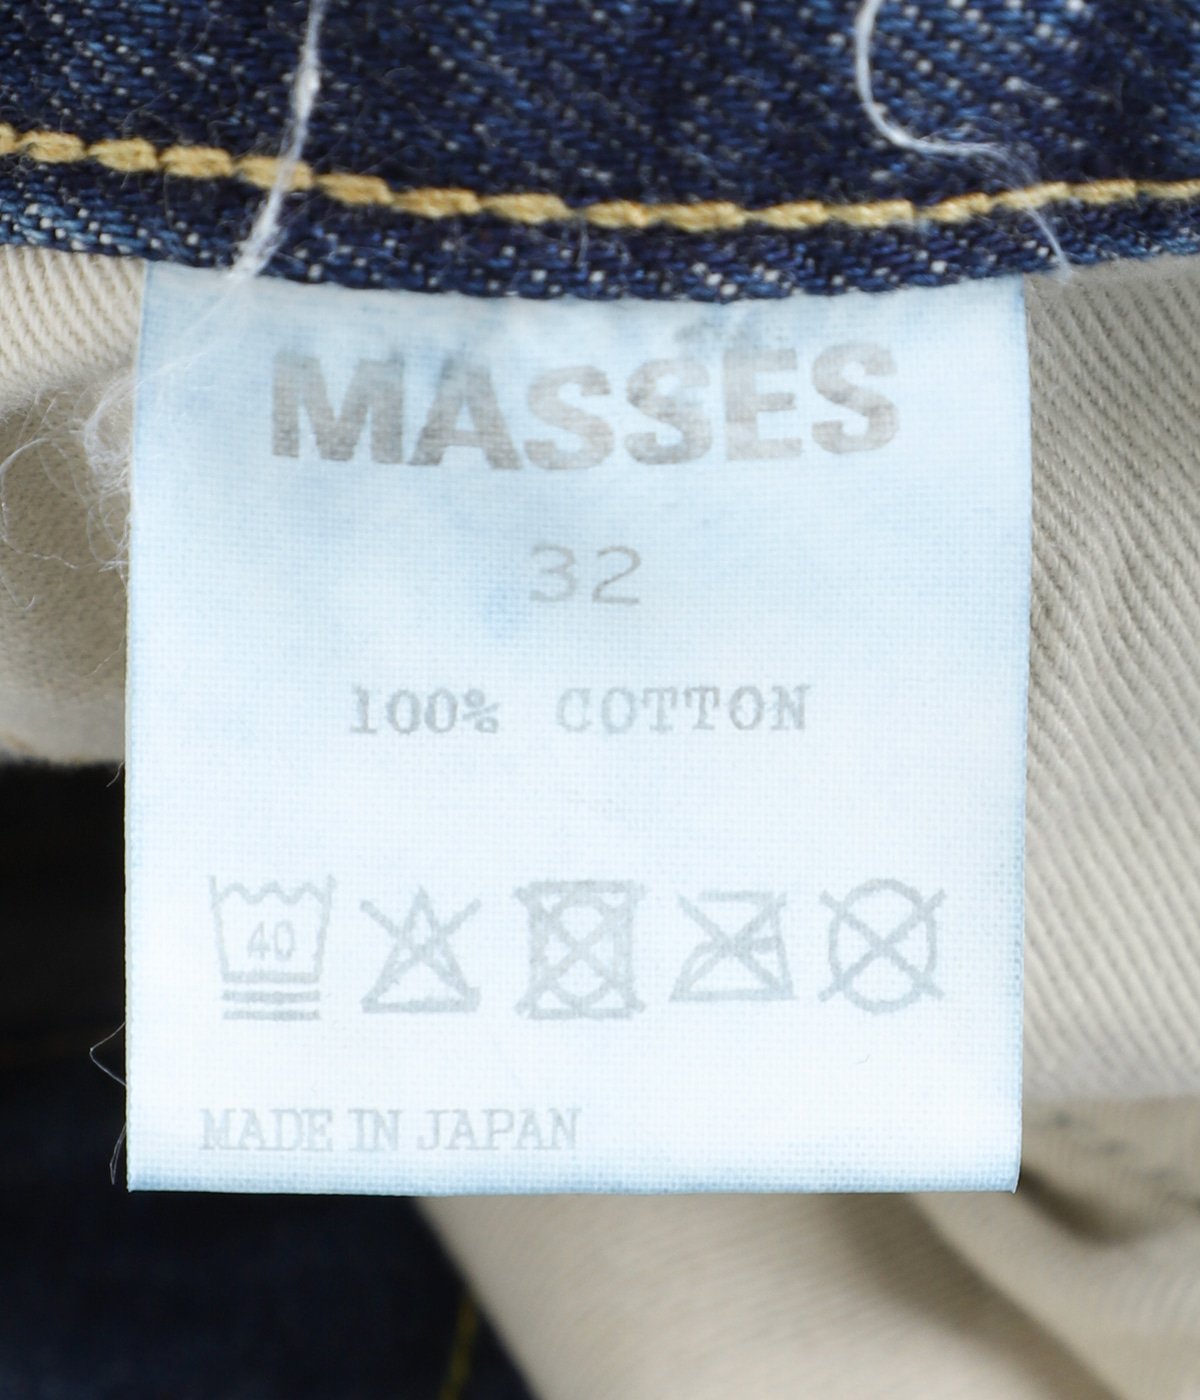 MASSES
32
100% COTTON
40
MADE IN JAPAN